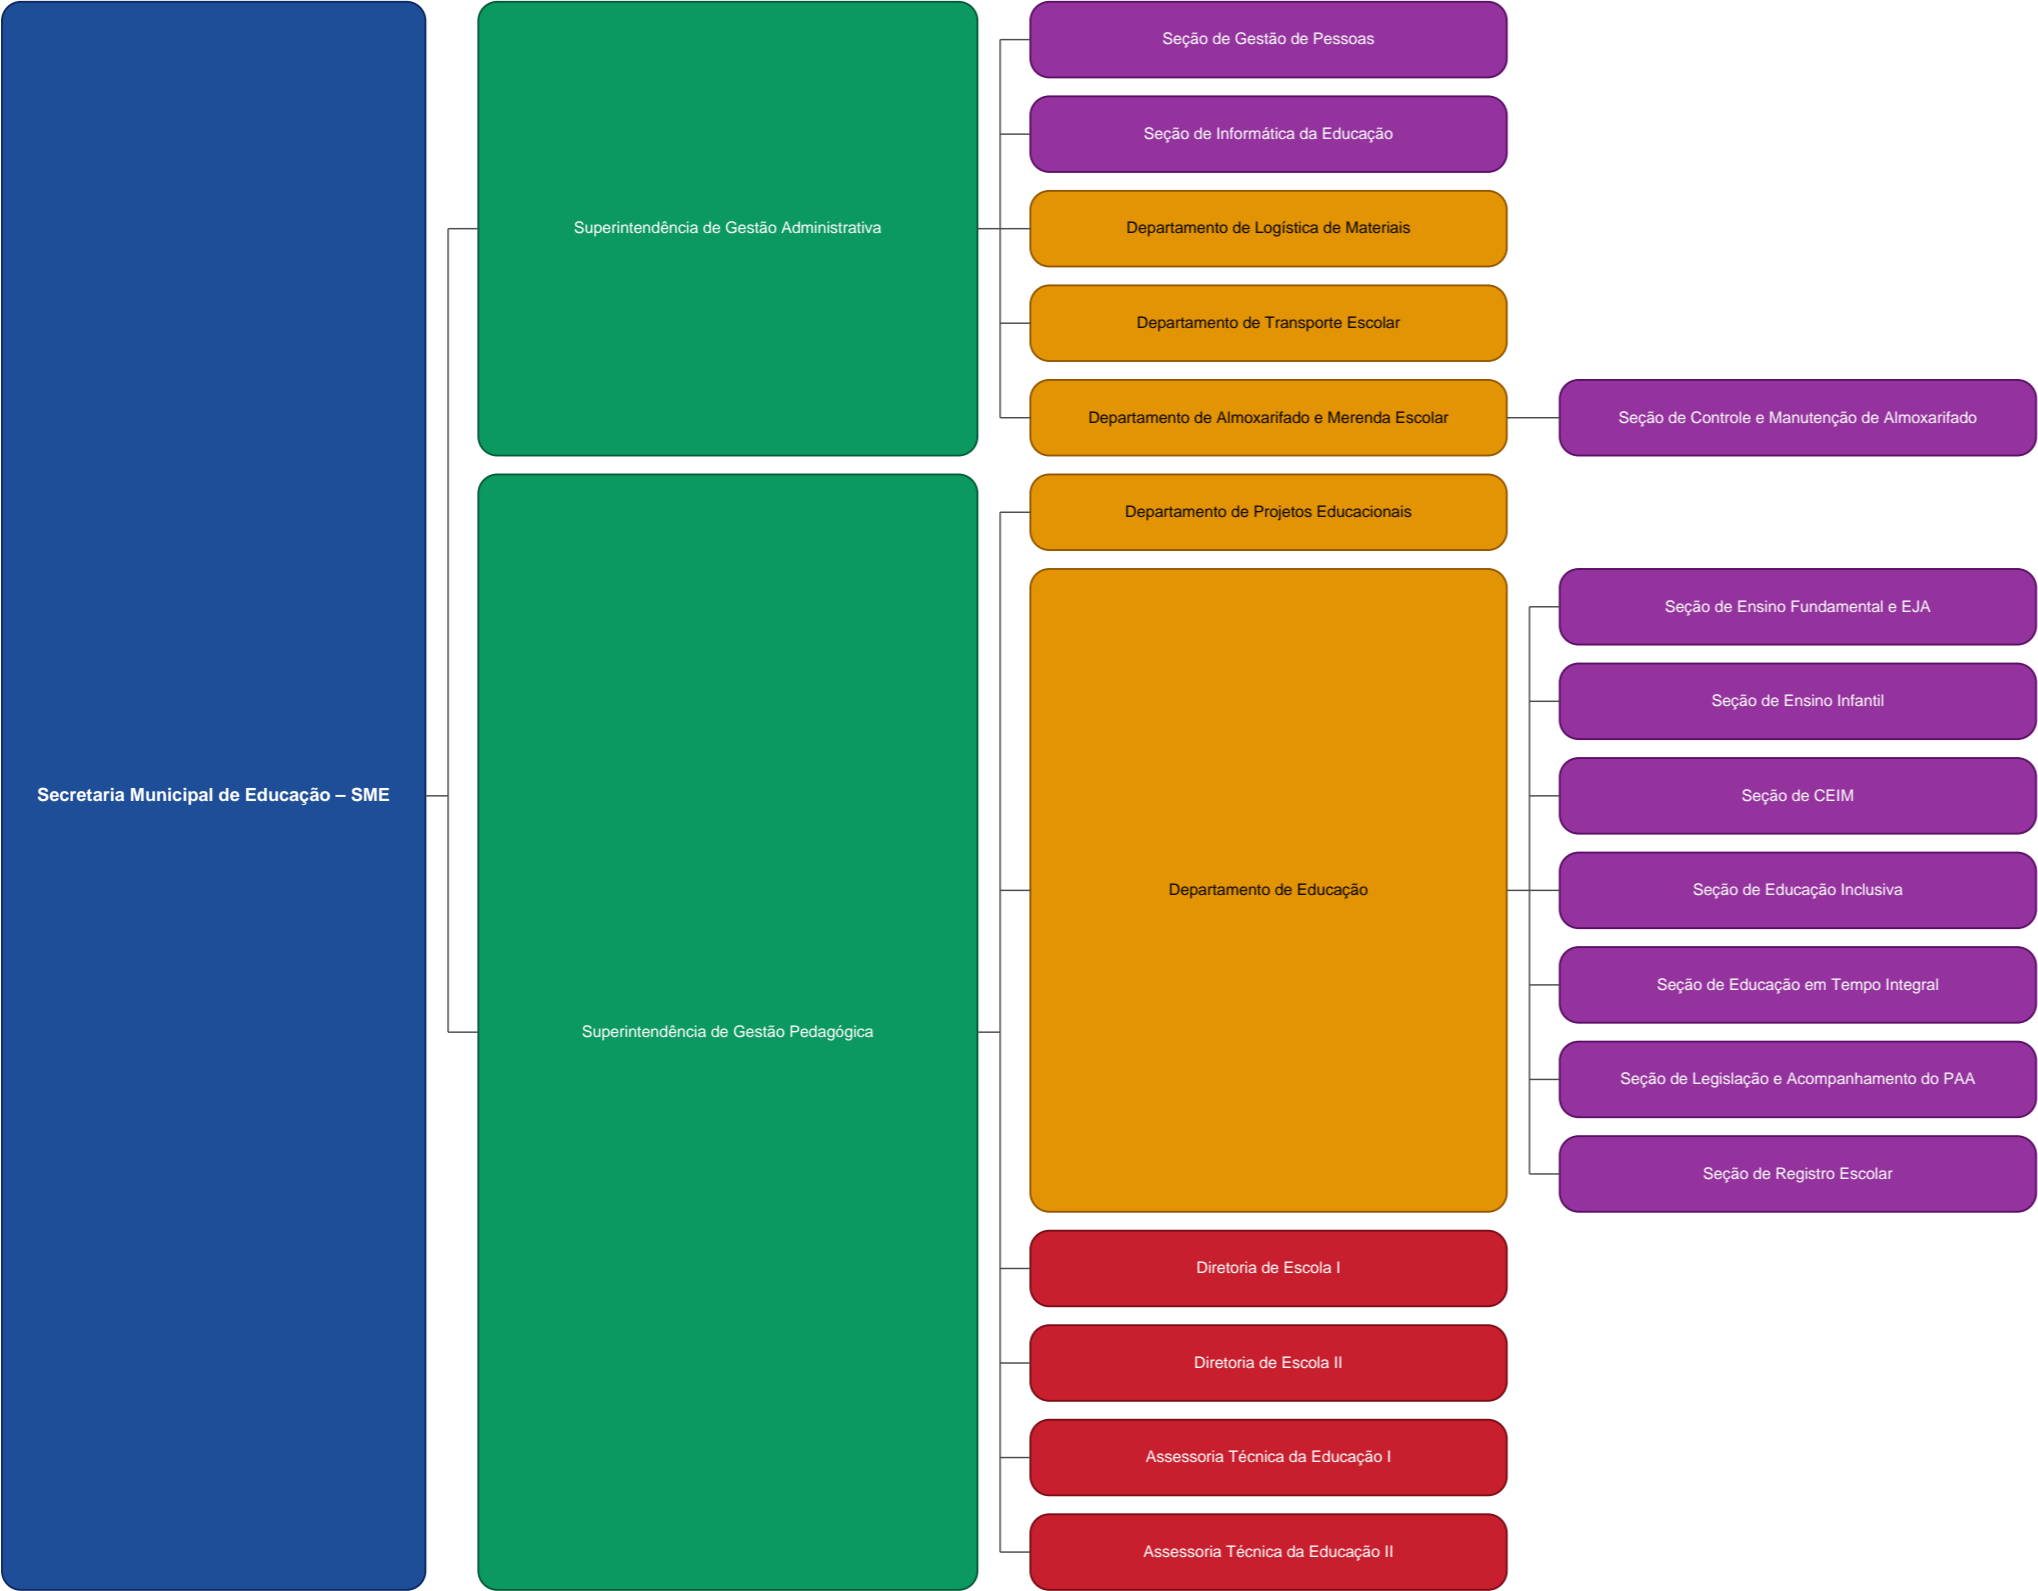 Secretaria Municipal de Educação – SME
Superintendência de Gestão Administrativa
Seção de Gestão de Pessoas
Seção de Informática da Educação
Departamento de Logística de Materiais
Departamento de Transporte Escolar
Departamento de Almoxarifado e Merenda Escolar
Seção de Controle e Manutenção de Almoxarifado
Superintendência de Gestão Pedagógica
Departamento de Projetos Educacionais
Departamento de Educação
Seção de Ensino Fundamental e EJA
Seção de Ensino Infantil
Seção de CEIM
Seção de Educação Inclusiva
Seção de Educação em Tempo Integral
Seção de Legislação e Acompanhamento do PAA
Seção de Registro Escolar
Diretoria de Escola I
Diretoria de Escola II
Assessoria Técnica da Educação I
Assessoria Técnica da Educação II